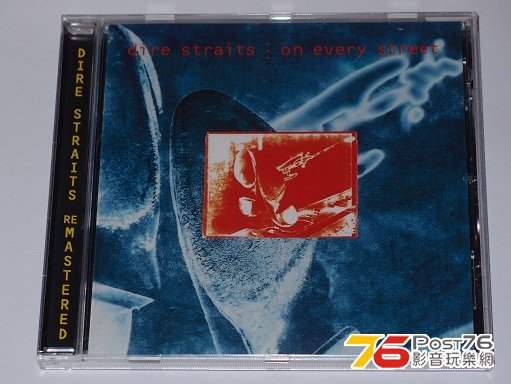 dire straits : on every street
DIRE STRAITS REMASTERED
76 Post76
影音玩樂網